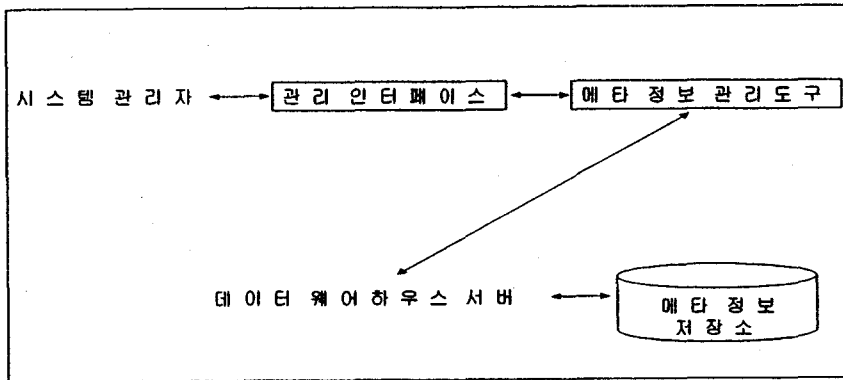 시스템 관리자
관리 인터페이스
메타 정보 관리도구
데이터 웨어하우스 서버
메타 정보
저장소